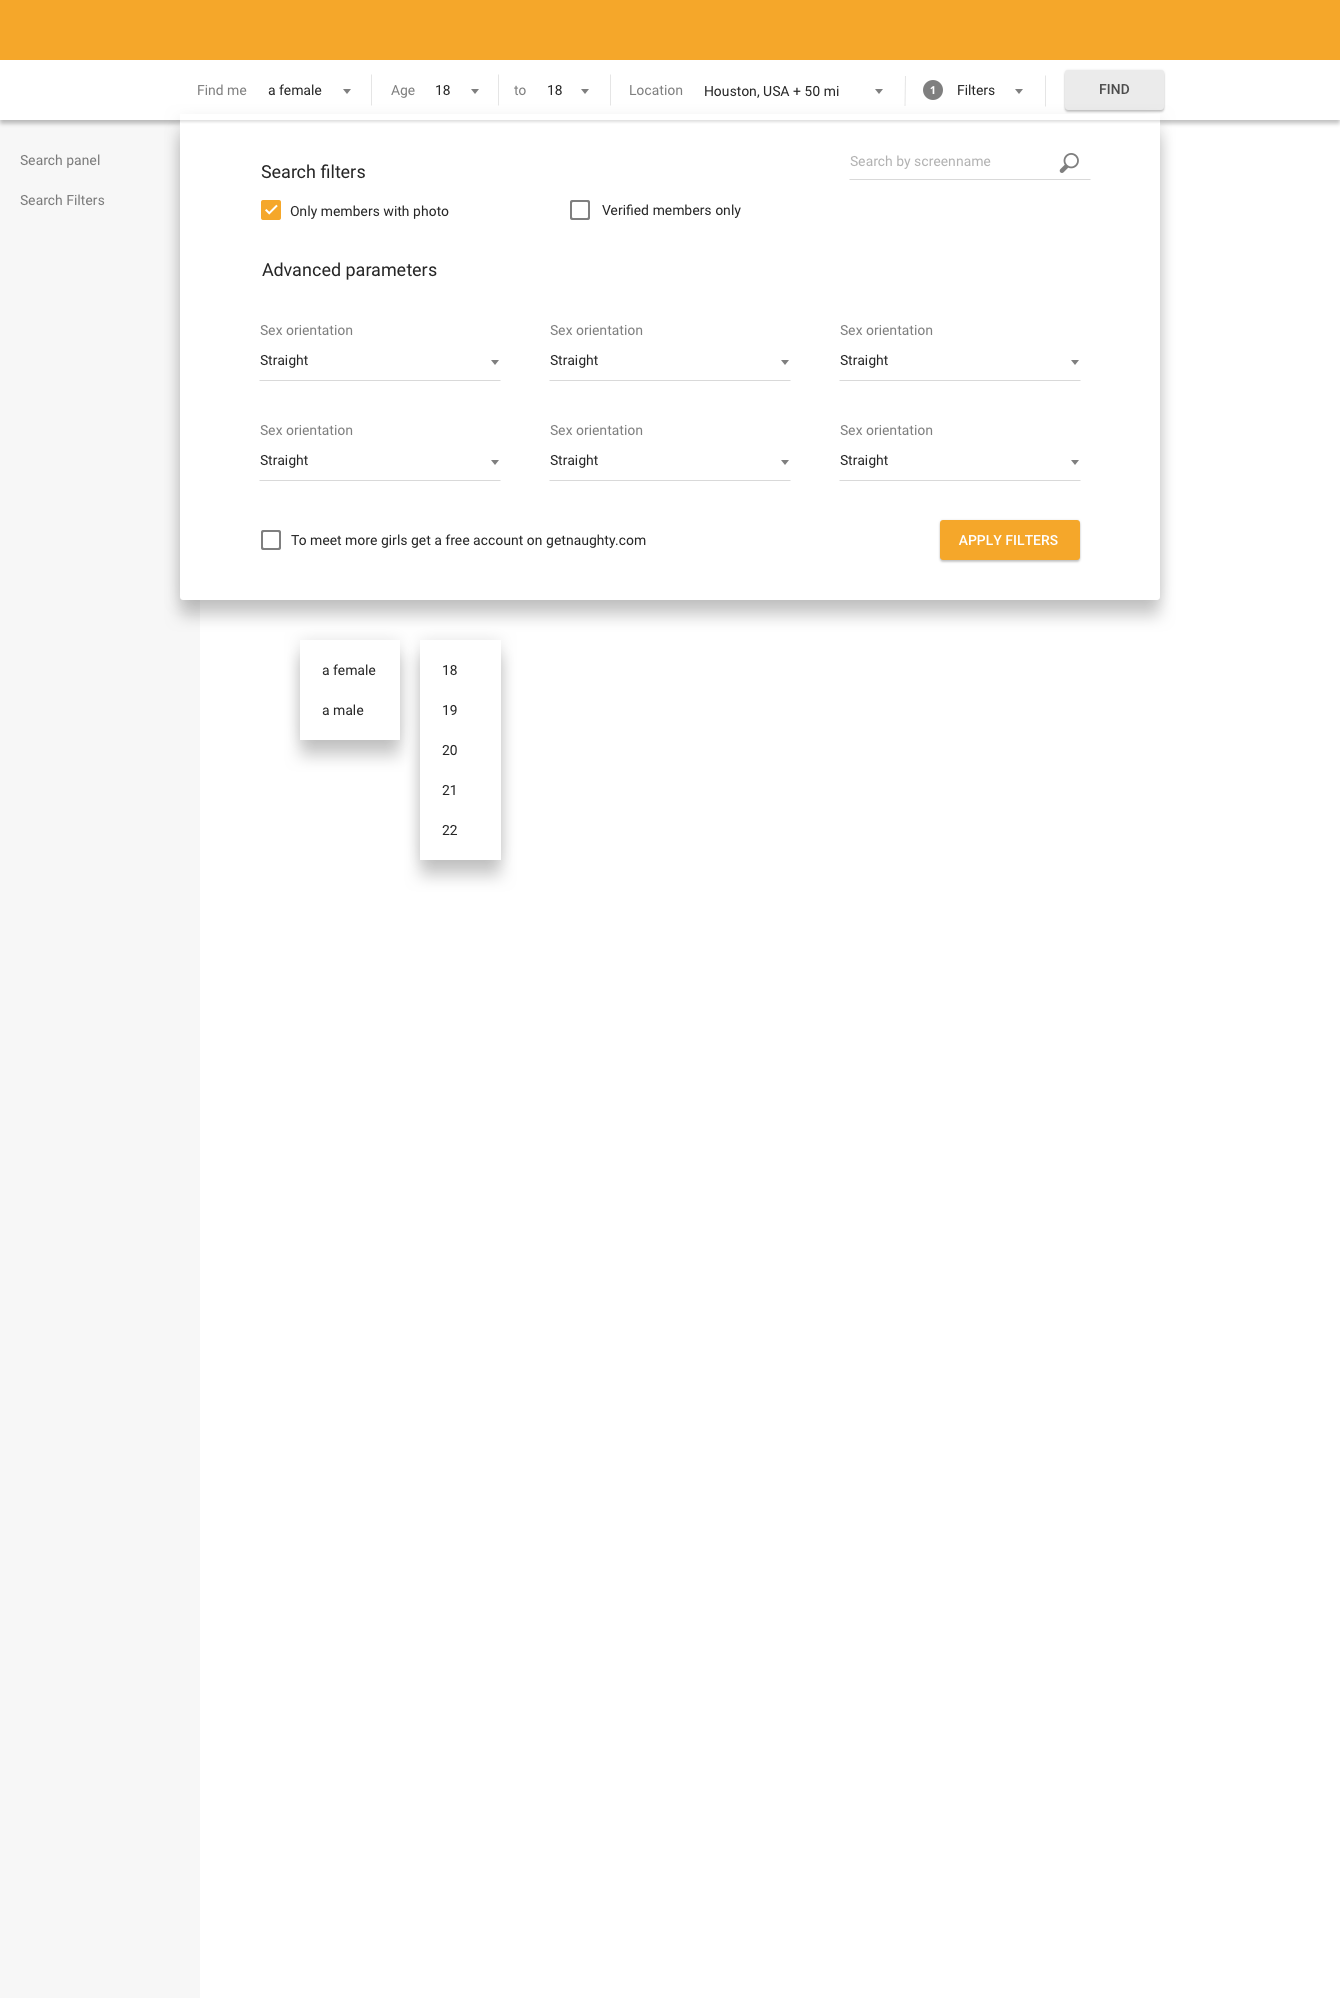 Find me a female Age 18 to 18 Location Houston, USA + 50 mi 1 Filters FIND
Search panel
Search Filters
Search filters
Search by screenname
Only members with photo
Verified members only
Advanced parameters
Sex orientation Sex orientation Sex orientation
Straight Straight Straight
Sex orientation Sex orientation Sex orientation
Straight Straight Straight
To meet more girls get a free account on getnaughty.com
APPLY FILTERS
a female
a male
18
19
20
21
22